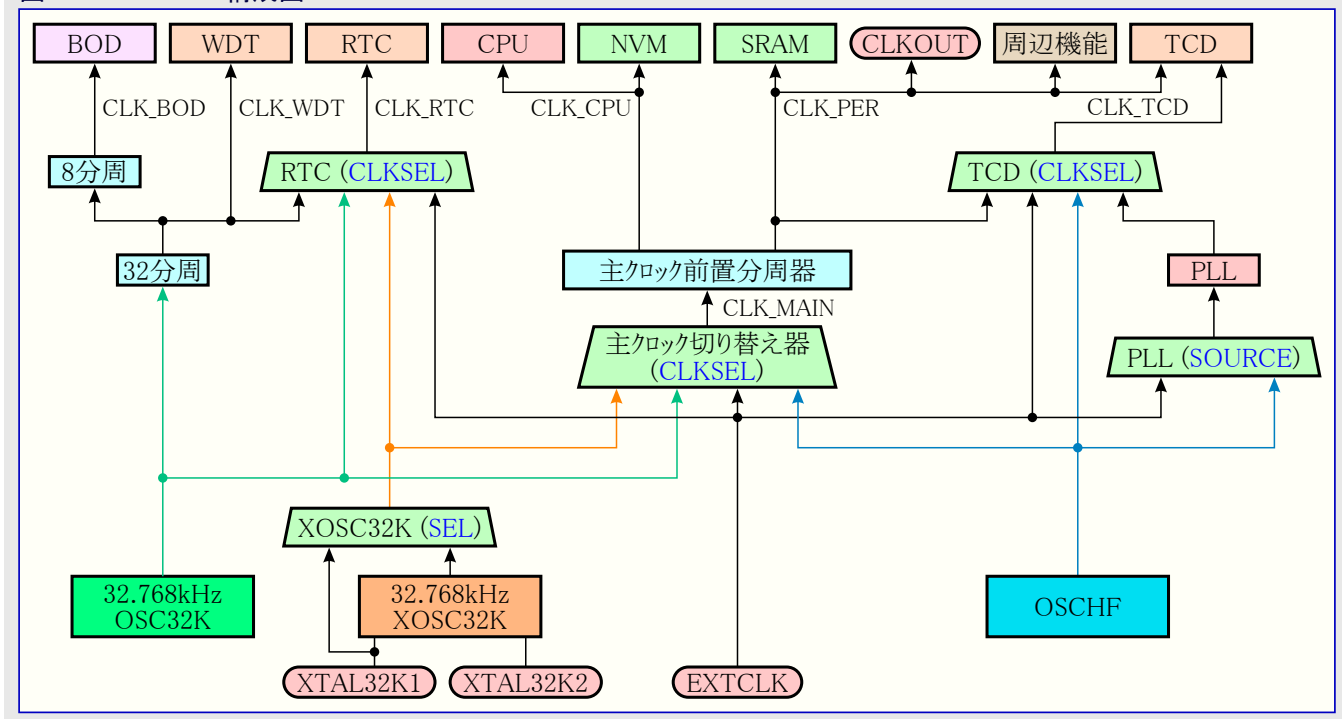 BOD
WDT
RTC
CPU
NVM
SRAM
CLKOUT
周辺機能
TCD
CLK_BOD
CLK_WDT
CLK_RTC
CLK_CPU
CLK_PER
CLK_TCD
8分周
RTC (CLKSEL)
TCD (CLKSEL)
32分周
主クロック前置分周器
PLL
CLK_MAIN
主クロック切り替え器
(CLKSEL)
PLL (SOURCE)
XOSC32K (SEL)
32.768kHz
OSC32K
32.768kHz
XOSC32K
OSCHF
XTAL32K1
XTAL32K2
EXTCLK